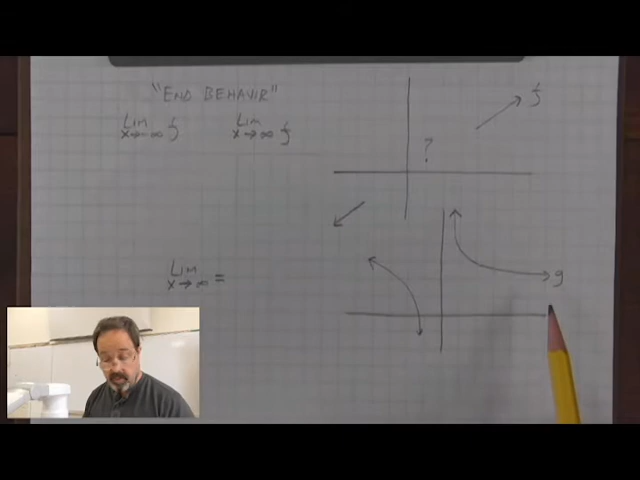 "END BEHAVIR"
f
Lim x→-∞ f
Lim x→∞ f
?
g
Lim x→∞ =